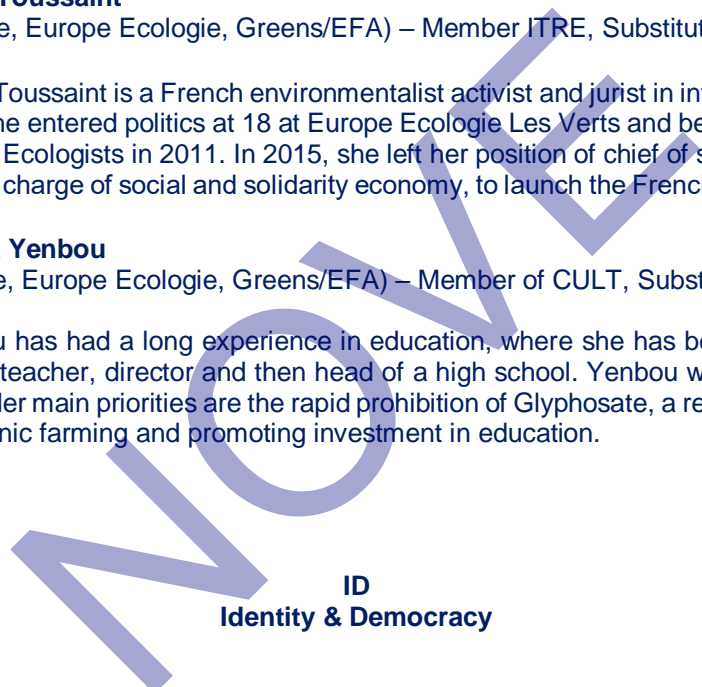 Toussaint
e, Europe Ecologie, Greens/EFA) – Member ITRE, Substitut
Toussaint is a French environmentalist activist and jurist in in
ne entered politics at 18 at Europe Ecologie Les Verts and be
Ecologists in 2011. In 2015, she left her position of chief of s
charge of social and solidarity economy, to launch the French
Yenbou
e, Europe Ecologie, Greens/EFA) – Member of CULT, Subst
u has had a long experience in education, where she has be
teacher, director and then head of a high school. Yenbou w
der main priorities are the rapid prohibition of Glyphosate, a re
nic farming and promoting investment in education.
ID
Identity & Democracy
NOVE